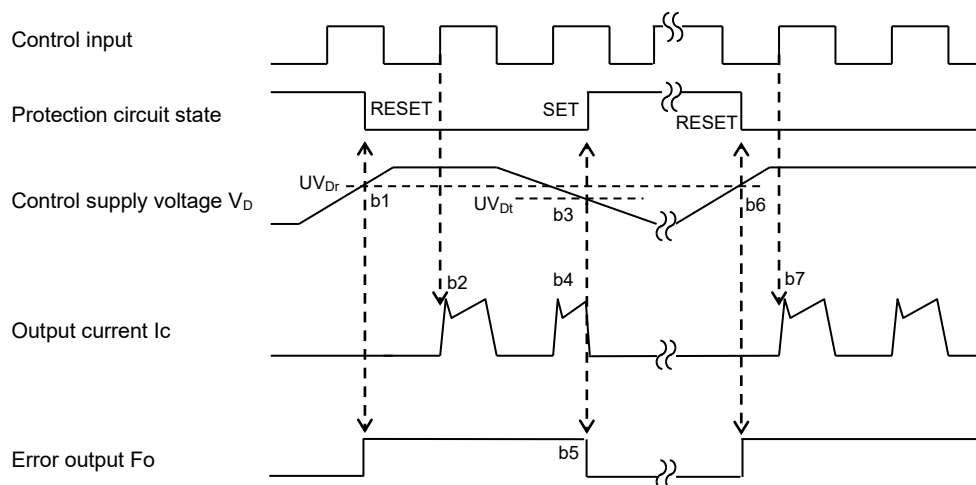 Control input
Protection circuit state
RESET
SET
RESET
Control supply voltage VD
UVDr
b1
UVDt
b3
b6
b2
b4
b7
Output current Ic
b5
Error output Fo